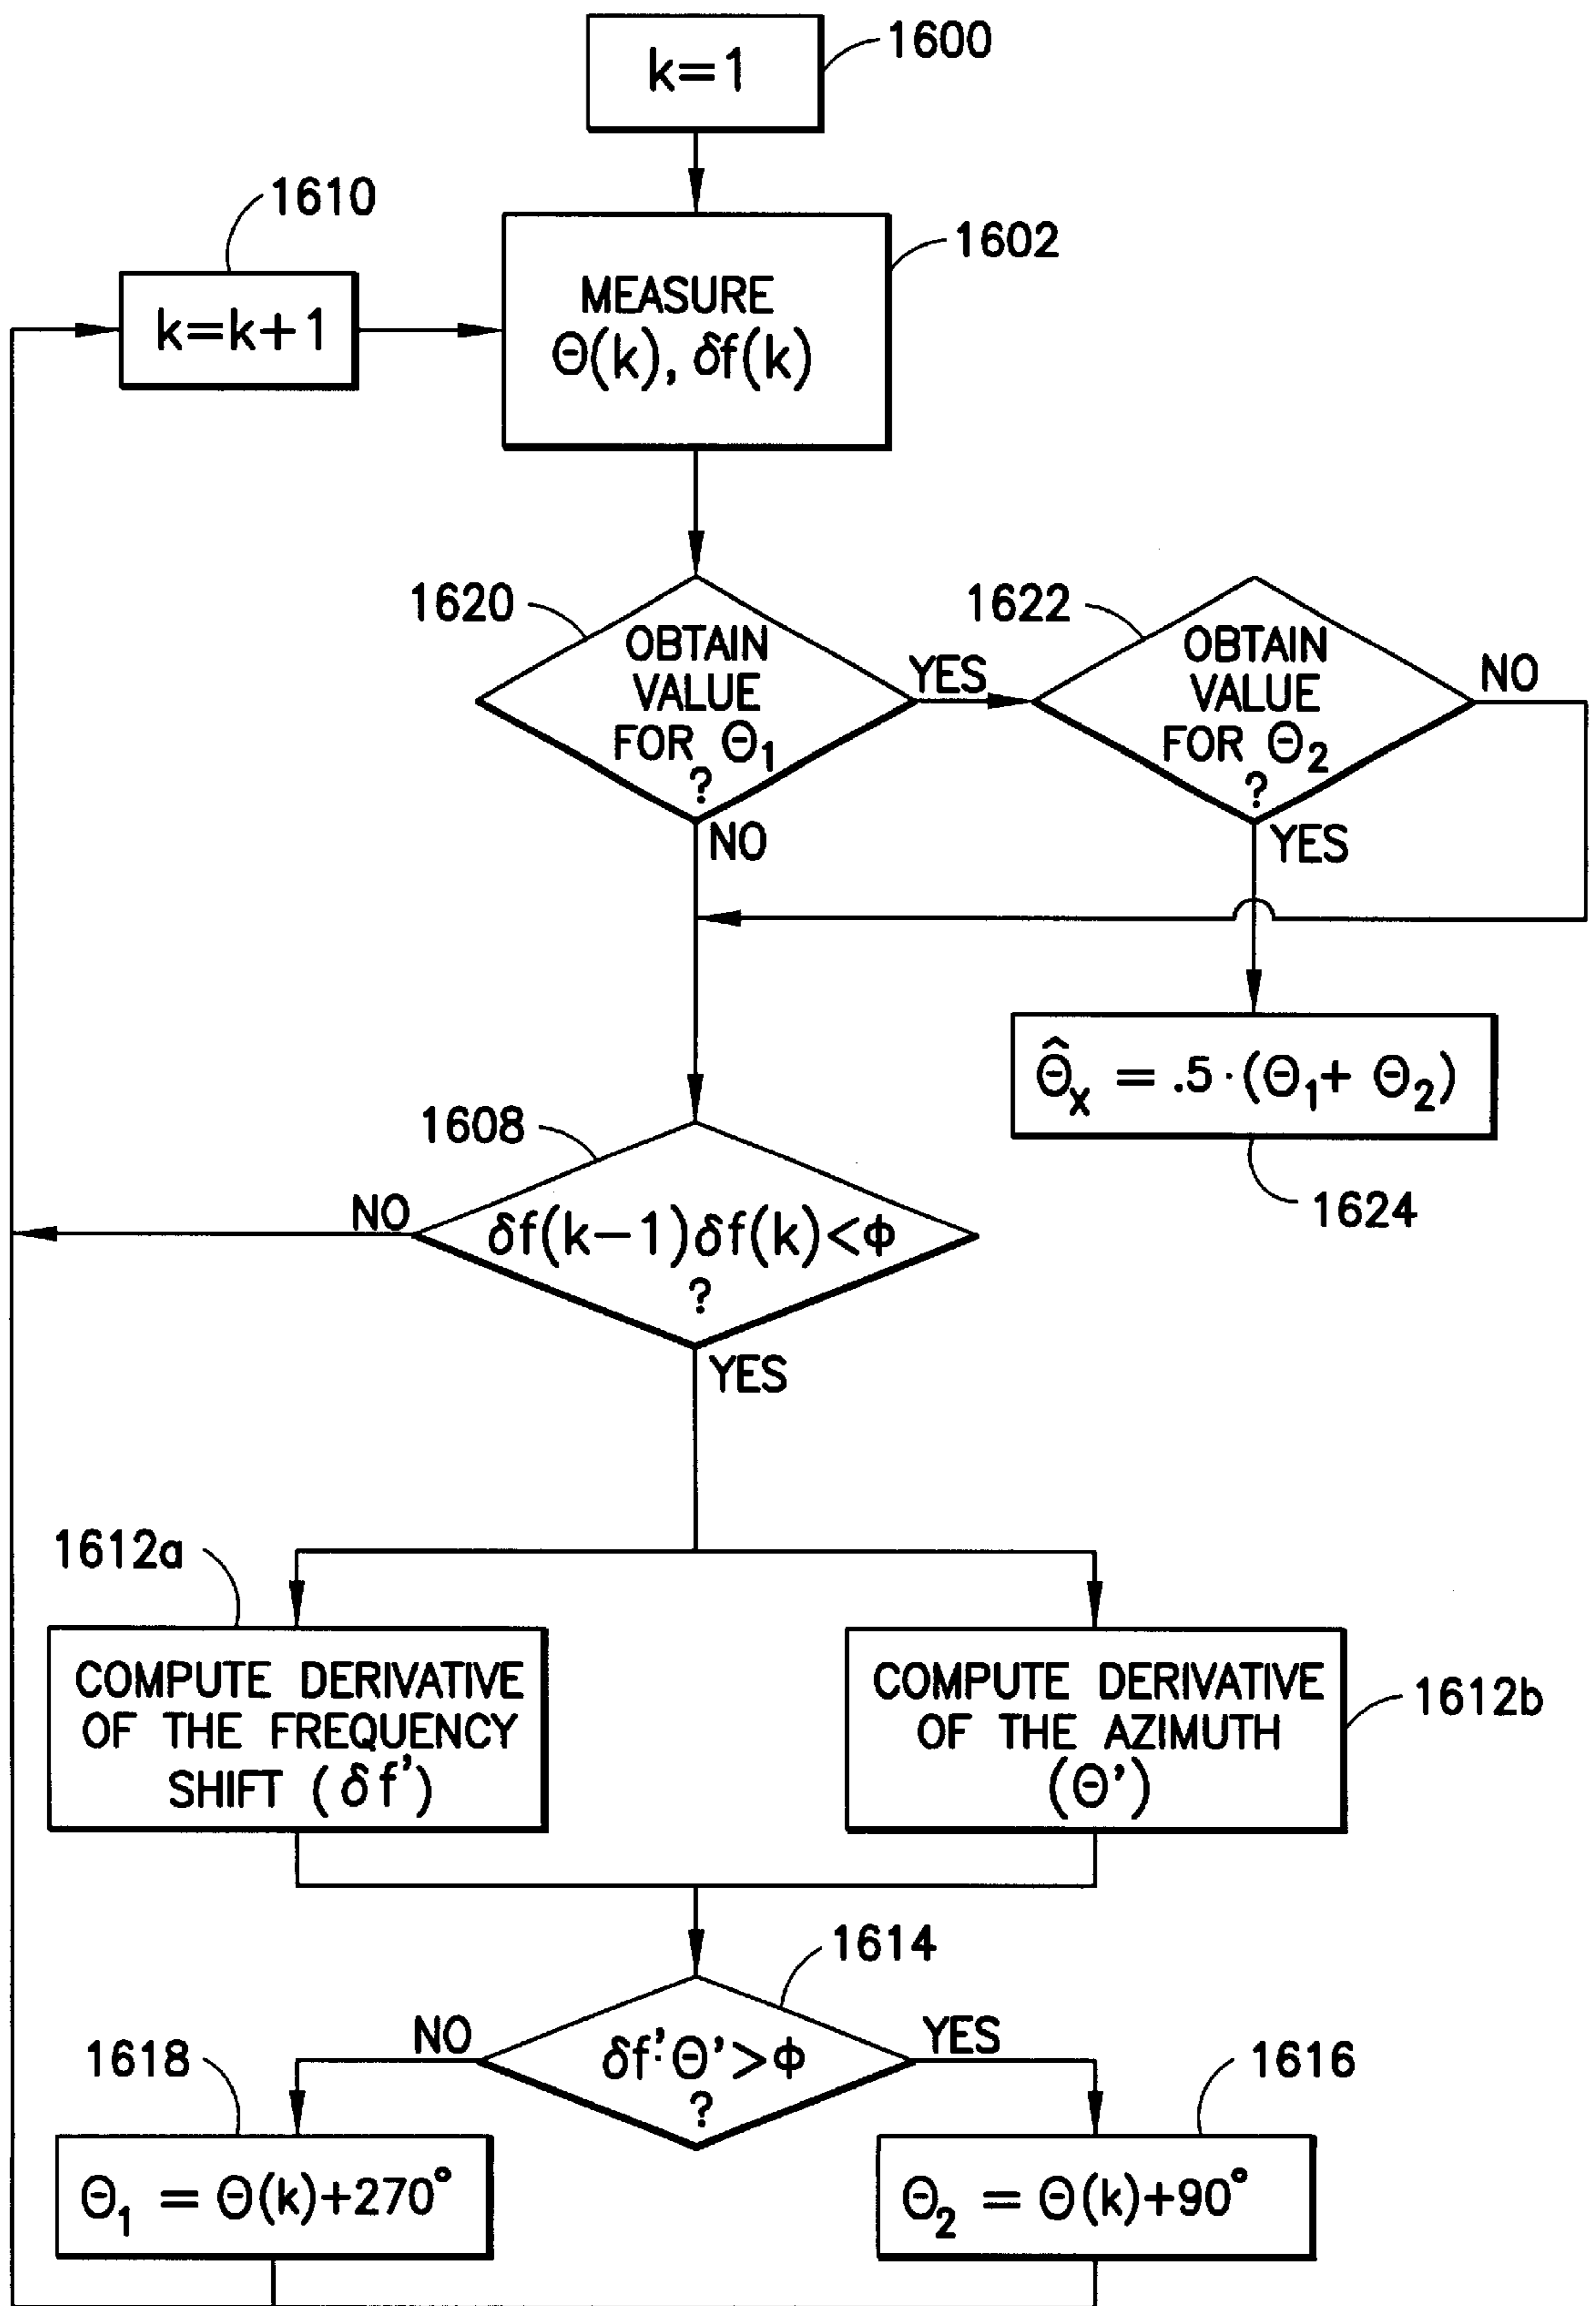 k=1
1600
1610
k=k+1
1602
MEASURE
Θ(k), δf(k)
1620
OBTAIN
VALUE
FOR Θ₁
?
YES
NO
1622
OBTAIN
VALUE
FOR Θ₂
?
NO
YES
Θ̂ₓ = .5·(Θ₁+ Θ₂)
1624
1608
δf(k−1)δf(k)<ϕ
?
NO
YES
1612a
COMPUTE DERIVATIVE
OF THE FREQUENCY
SHIFT (δf')
COMPUTE DERIVATIVE
OF THE AZIMUTH
(Θ')
1612b
1614
δf'·Θ'>ϕ
?
NO
YES
1618
Θ₁ = Θ(k)+270°
1616
Θ₂ = Θ(k)+90°